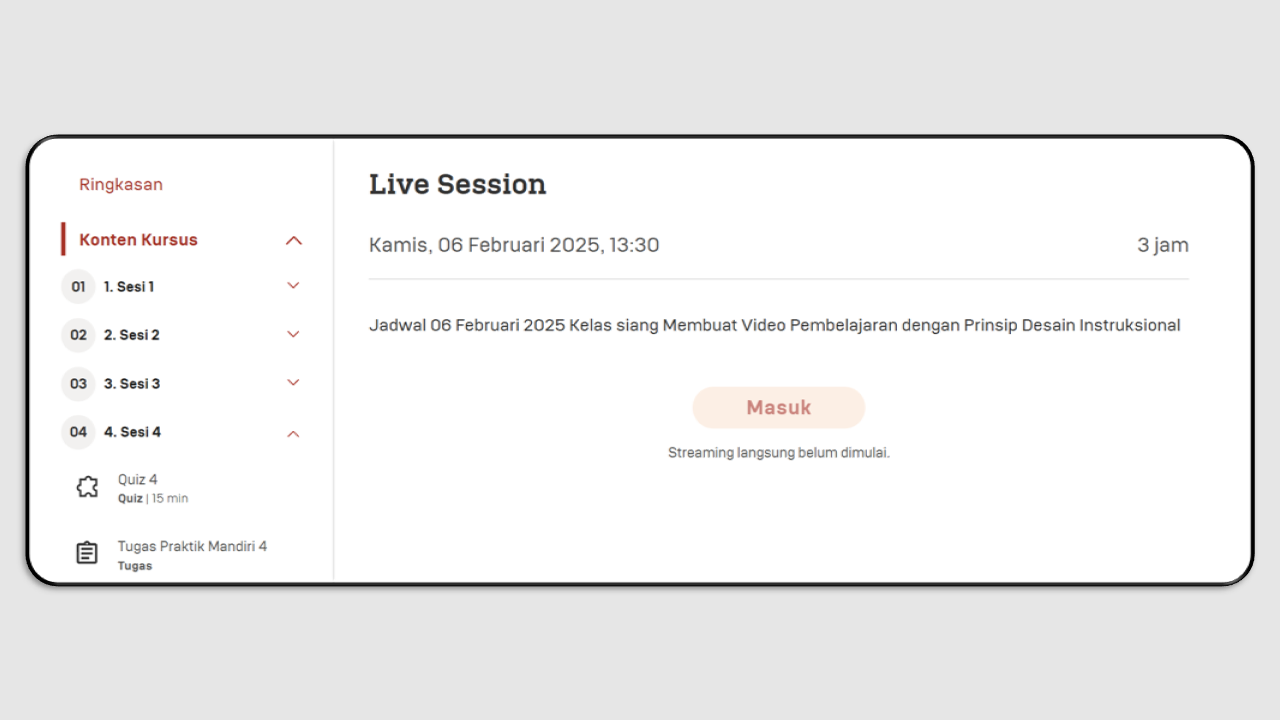 Ringkasan
Konten Kursus
01 1. Sesi 1
02 2. Sesi 2
03 3. Sesi 3
04 4. Sesi 4
Quiz 4
Quiz | 15 min
Tugas Praktik Mandiri 4
Tugas
Live Session
Kamis, 06 Februari 2025, 13:30 3 jam
Jadwal 06 Februari 2025 Kelas siang Membuat Video Pembelajaran dengan Prinsip Desain Instruksional
Masuk
Streaming langsung belum dimulai.